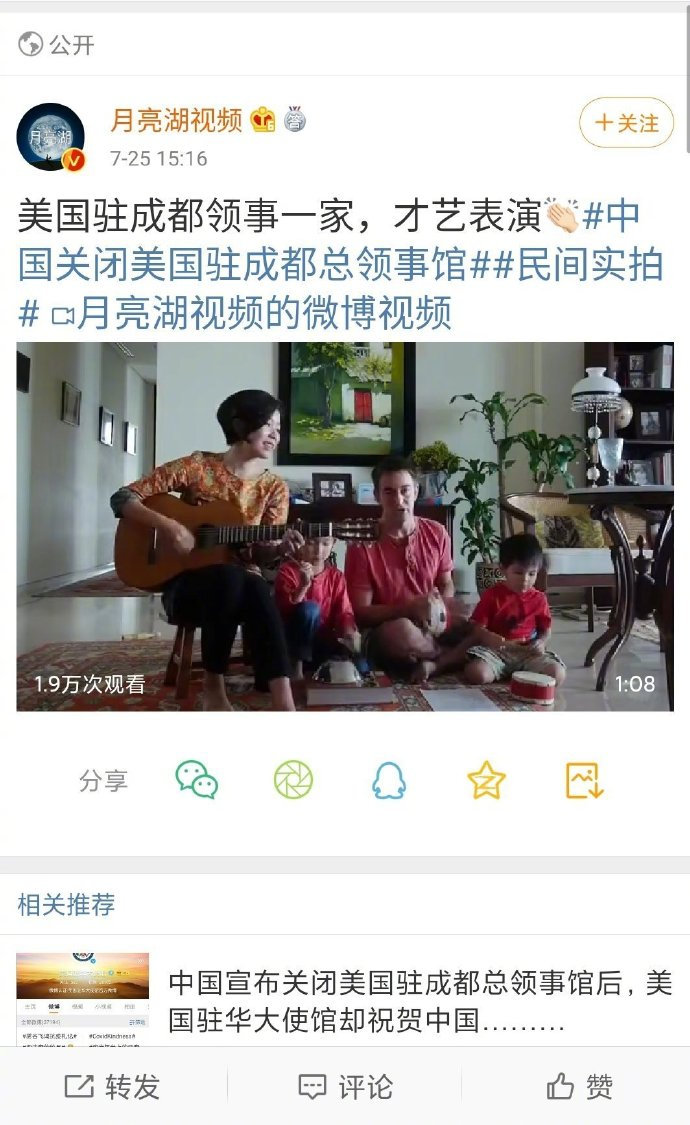 公开
月亮湖视频
答
月亮湖
7-25 15:16
+关注
美国驻成都领事一家，才艺表演👏🏻#中
国关闭美国驻成都总领事馆##民间实拍
# 月亮湖视频的微博视频
1.9万次观看
1:08
分享
相关推荐
中国宣布关闭美国驻成都总领事馆后, 美
国驻华大使馆却祝贺中国………
#CovidKindness#
转发
评论
赞